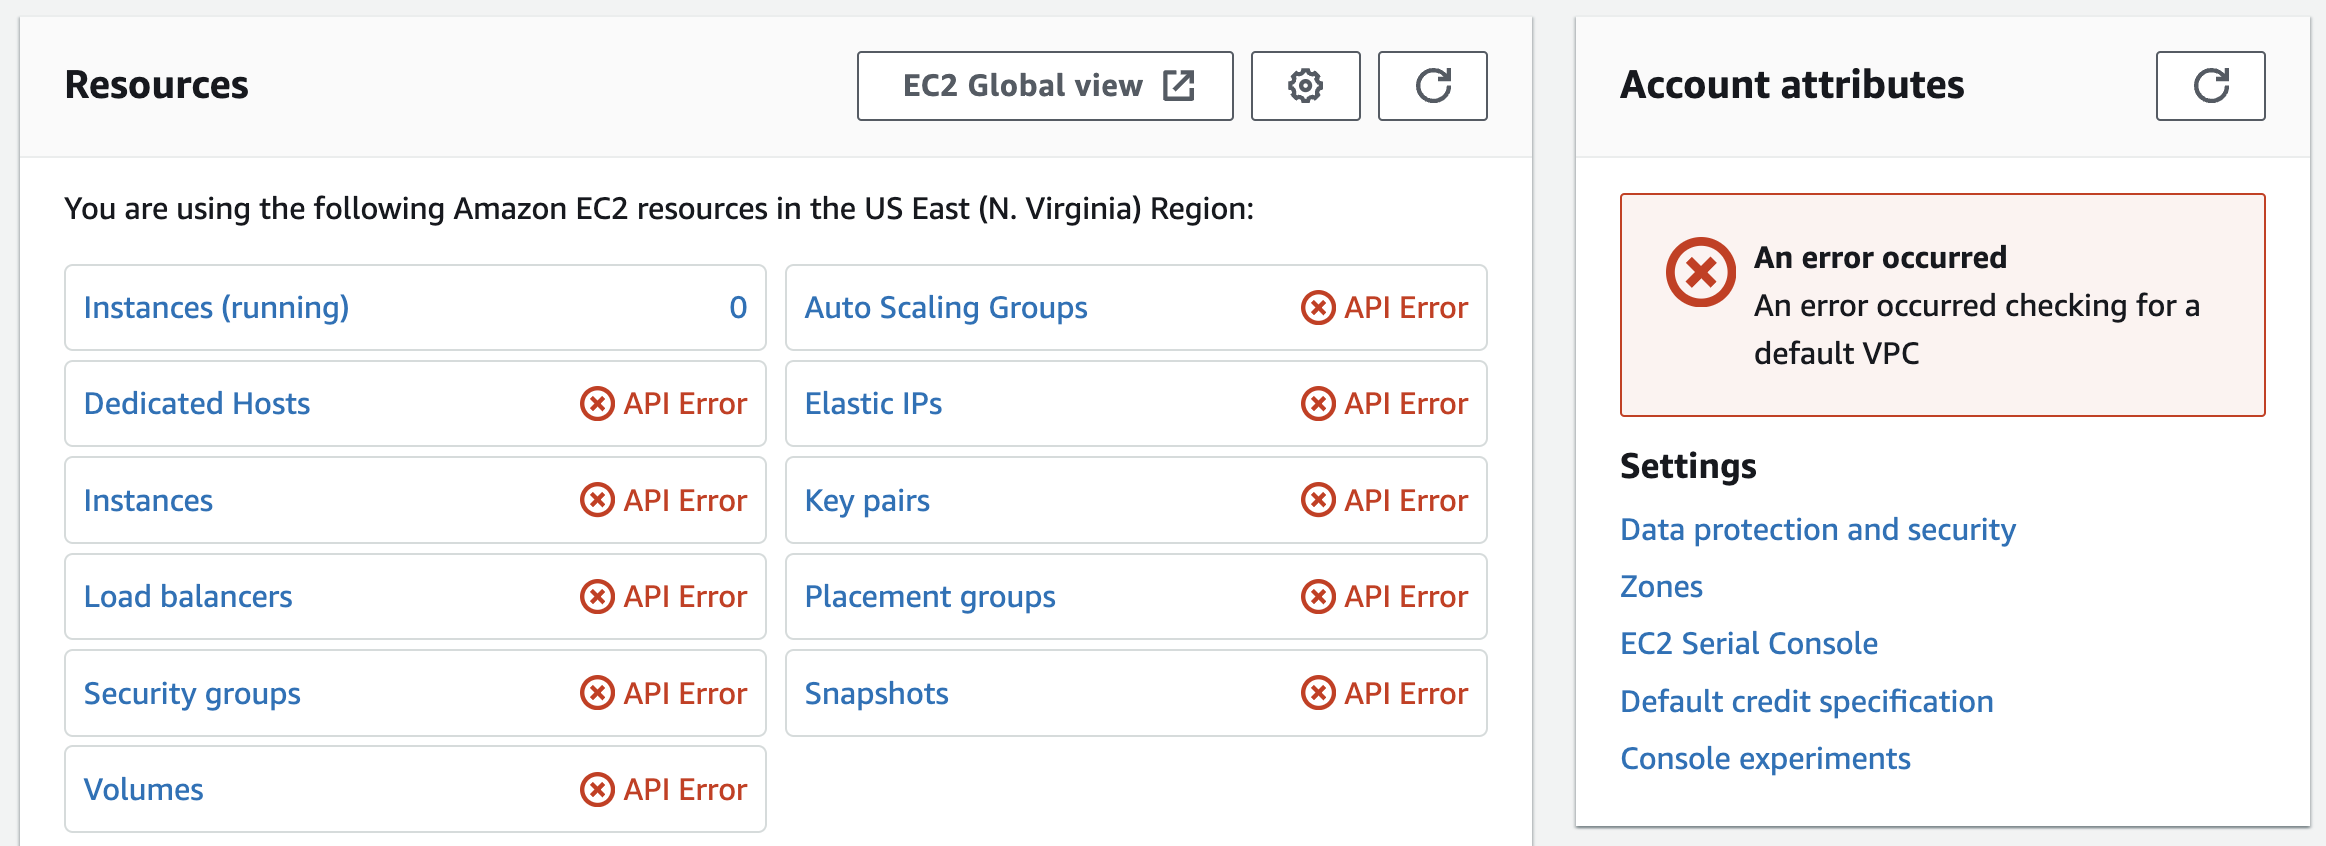 Resources
EC2 Global view
You are using the following Amazon EC2 resources in the US East (N. Virginia) Region:
Instances (running) 0
Auto Scaling Groups API Error
Dedicated Hosts API Error
Elastic IPs API Error
Instances API Error
Key pairs API Error
Load balancers API Error
Placement groups API Error
Security groups API Error
Snapshots API Error
Volumes API Error
Account attributes
An error occurred
An error occurred checking for a
default VPC
Settings
Data protection and security
Zones
EC2 Serial Console
Default credit specification
Console experiments